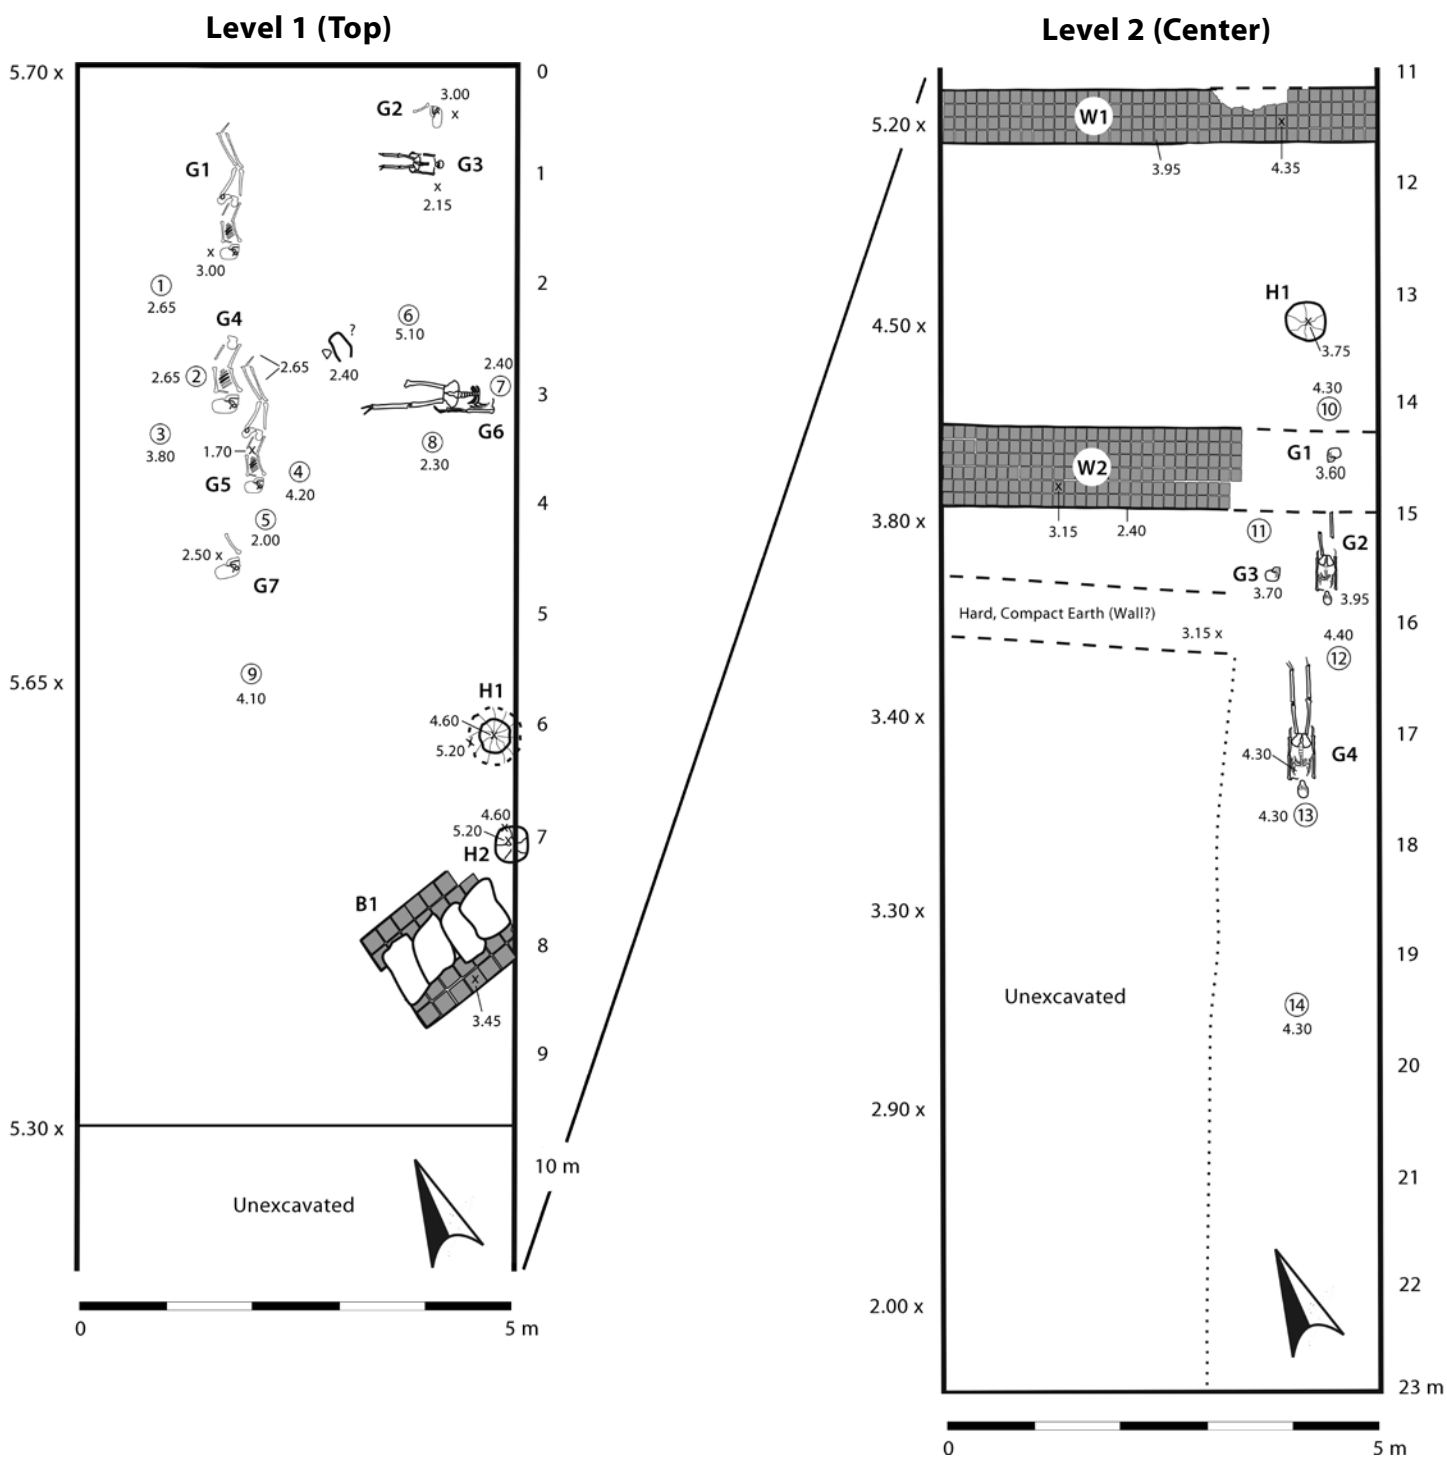 Level 1 (Top)
5.70 x
0
G2
3.00
x
G1
G3
1
x
2.15
x
3.00
1
2.65
2
G4
6
5.10
?
2.65
2.40
2.65
2
2.40
7
3
G6
3
3.80
1.70
x
8
2.30
G5
4
4.20
4
5
2.00
2.50 x
G7
5
9
4.10
5.65 x
H1
4.60
x
5.20
x
6
4.60
x
5.20
x
7
H2
B1
8
x
3.45
9
5.30 x
10 m
Unexcavated
0
5 m
Level 2 (Center)
11
5.20 x
W1
x
3.95
4.35
12
13
H1
4.50 x
x
3.75
4.30
10
14
W2
G1
3.60
x
3.15
2.40
3.80 x
15
11
G2
G3
3.70
3.95
Hard, Compact Earth (Wall?)
16
3.15 x
4.40
12
3.40 x
17
4.30
G4
4.30
13
18
3.30 x
19
Unexcavated
14
4.30
20
2.90 x
21
22
2.00 x
23 m
0
5 m